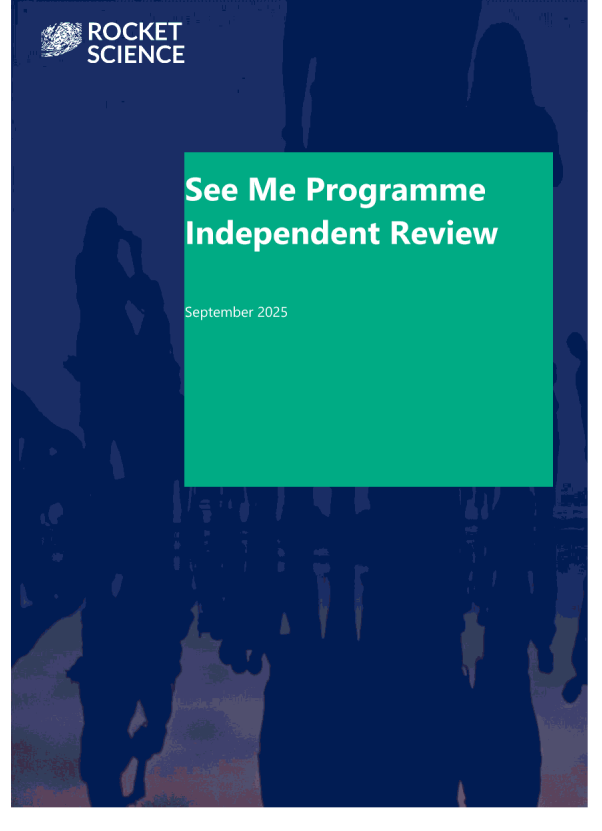 ROCKET
SCIENCE
See Me Programme
Independent Review
September 2025